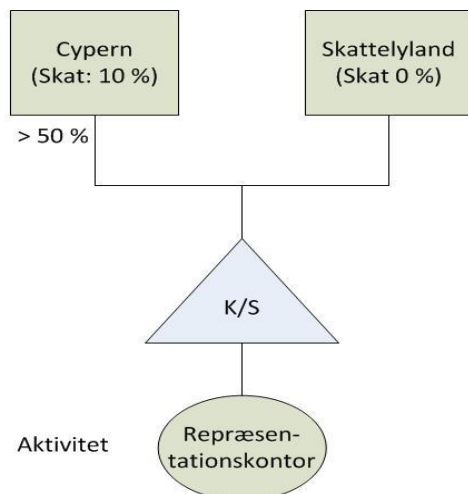 Cypern
(Skat: 10 %)
Skattelyland
(Skat 0 %)
> 50 %
K/S
Aktivitet
Repræsen-
tationskontor